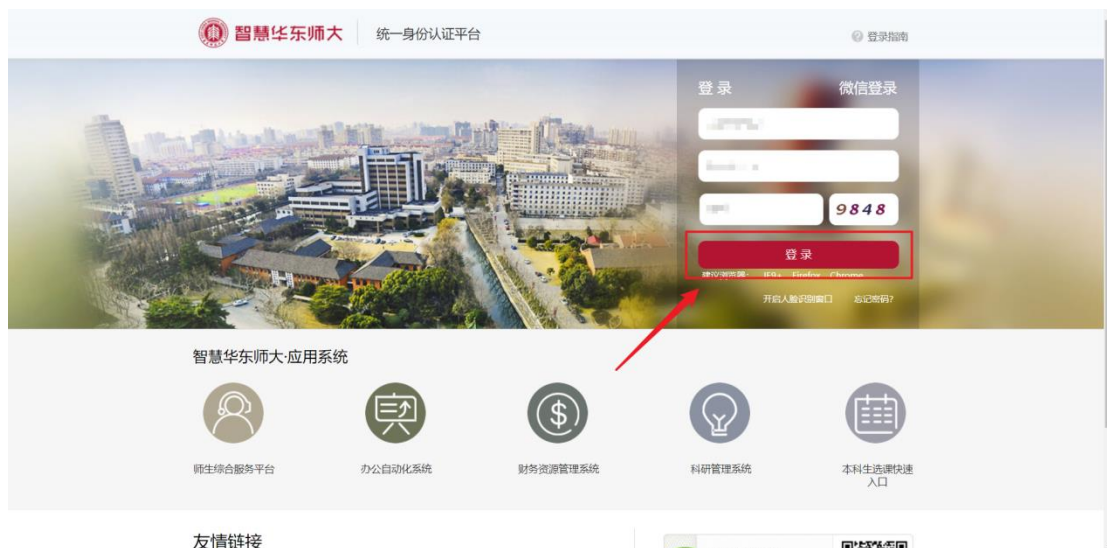 智慧华东师大 统一身份认证平台 登录指南
登 录 微信登录
9848
登 录
建议浏览器: IE9+ Firefox Chrome
开启人脸识别窗口 忘记密码?
智慧华东师大·应用系统
师生综合服务平台 办公自动化系统 财务资源管理系统 科研管理系统 本科生选课快速
入口
友情链接